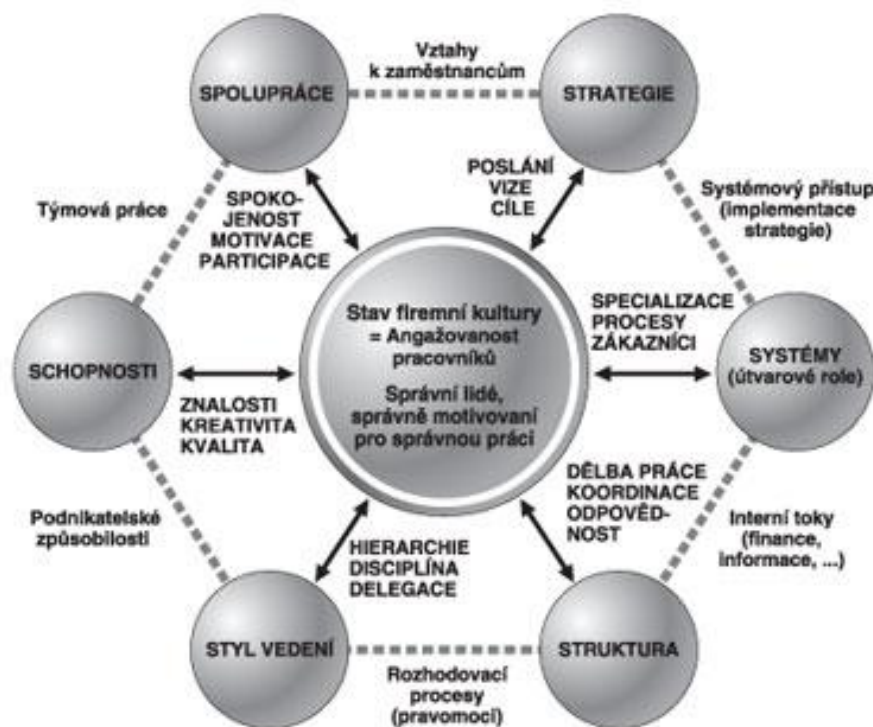 Vztahy
k zaměstnancům
SPOLUPRÁCE
STRATEGIE
POSLÁNÍ
VIZE
CÍLE
Týmová práce
SPOKO-
JENOST
MOTIVACE
PARTICIPACE
Systémový přístup
(implementace
strategie)
Stav firemní kultury
= Angažovanost
pracovníků
Správní lidé,
správně motivovaní
pro správnou práci
SPECIALIZACE
PROCESY
ZÁKAZNÍCI
SCHOPNOSTI
SYSTÉMY
(útvarové role)
ZNALOSTI
KREATIVITA
KVALITA
DĚLBA PRÁCE
KOORDINACE
ODPOVĚD-
NOST
Podnikatelské
způsobilosti
HIERARCHIE
DISCIPLÍNA
DELEGACE
Interní toky
(finance,
informace, ...)
STYL VEDENÍ
STRUKTURA
Rozhodovací
procesy
(pravomoci)